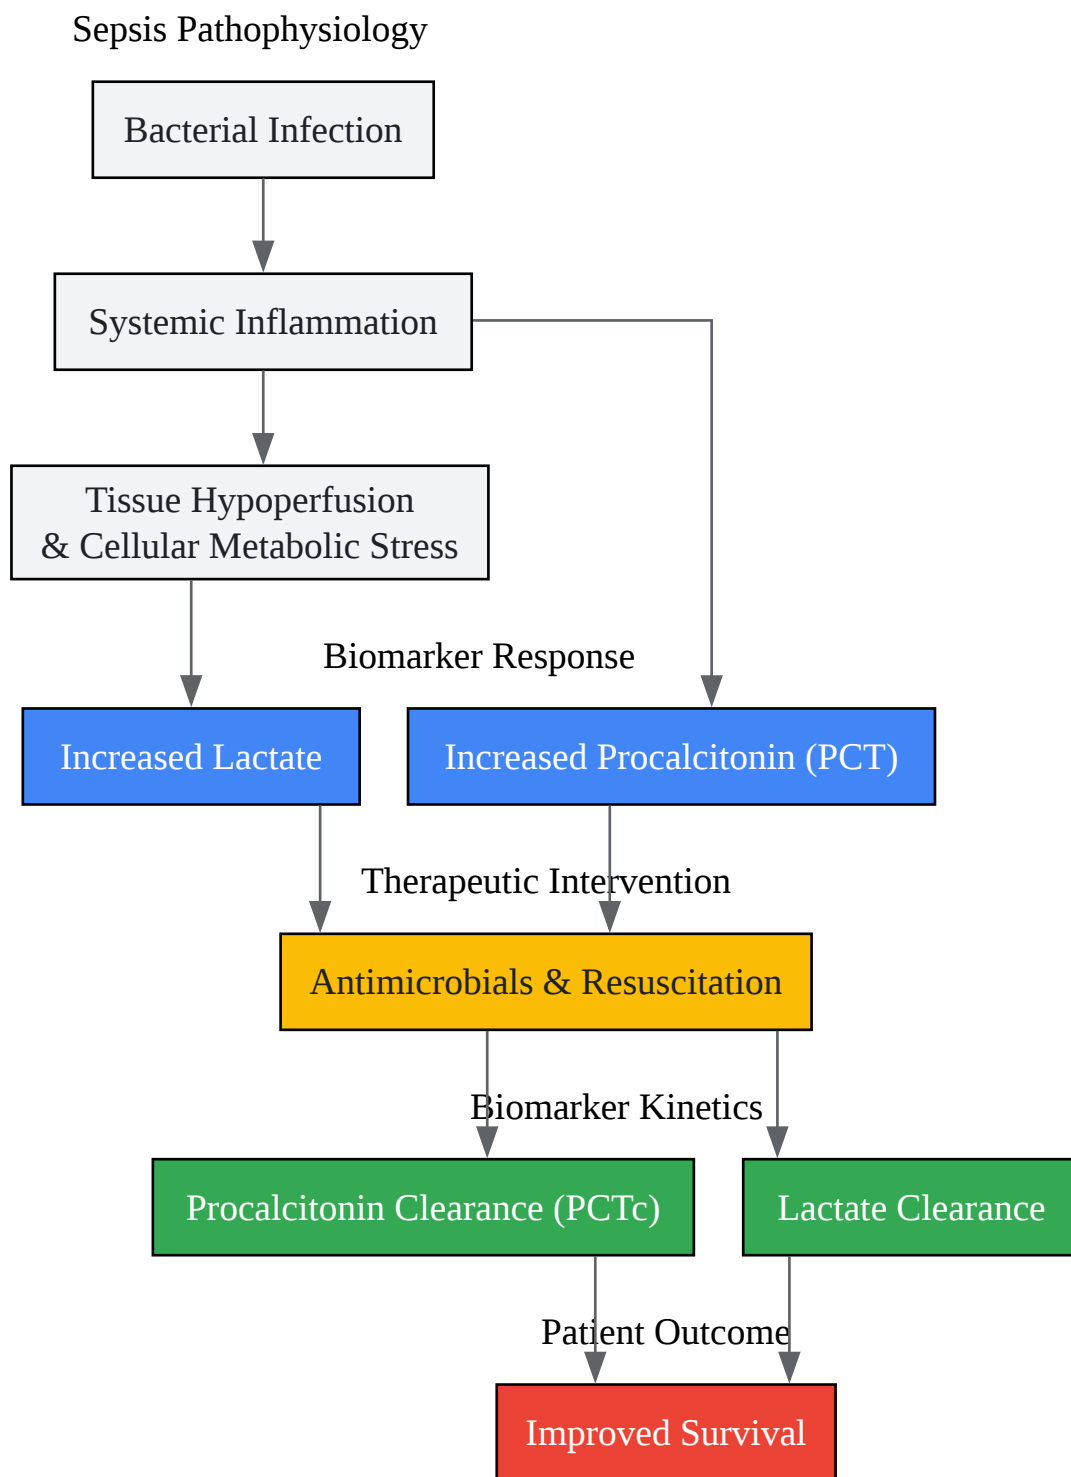 Sepsis Pathophysiology
Bacterial Infection
Systemic Inflammation
Tissue Hypoperfusion
& Cellular Metabolic Stress
Biomarker Response
Increased Lactate
Increased Procalcitonin (PCT)
Therapeutic Intervention
Antimicrobials & Resuscitation
Biomarker Kinetics
Procalcitonin Clearance (PCTc)
Lactate Clearance
Patient Outcome
Improved Survival